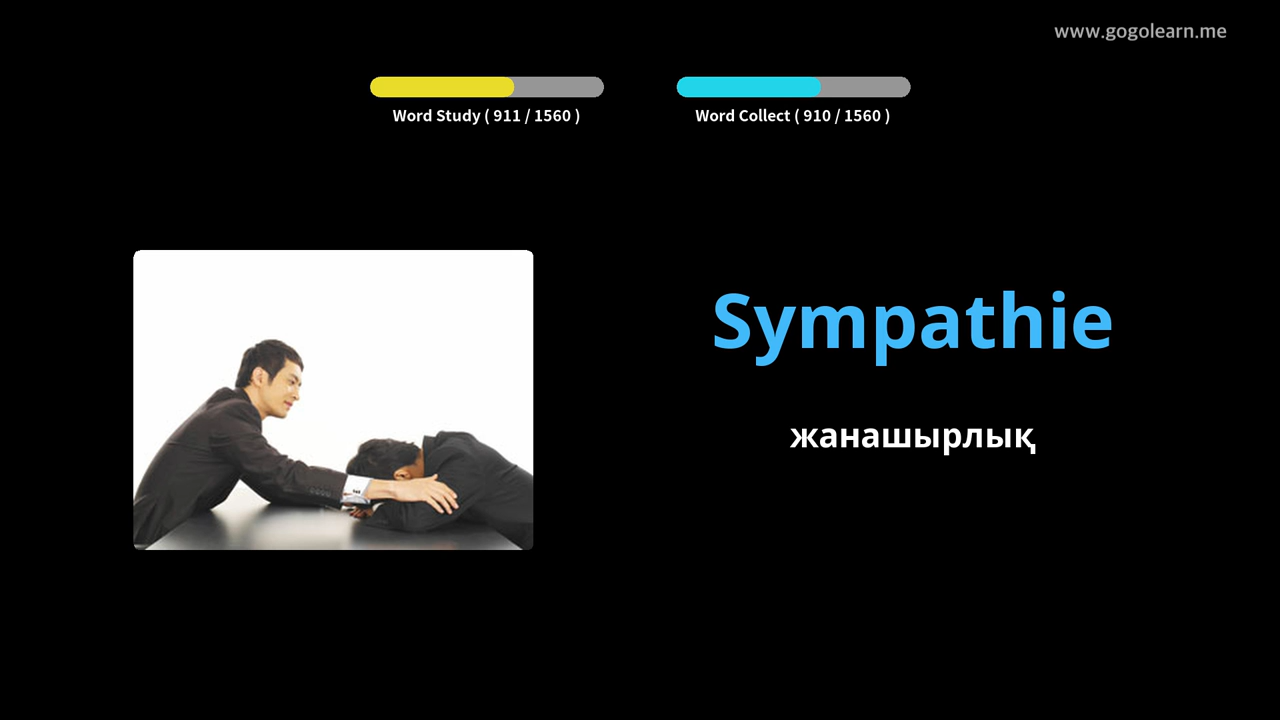 www.gogolearn.me
Word Study ( 911 / 1560 )
Word Collect ( 910 / 1560 )
Sympathie
жанашырлық